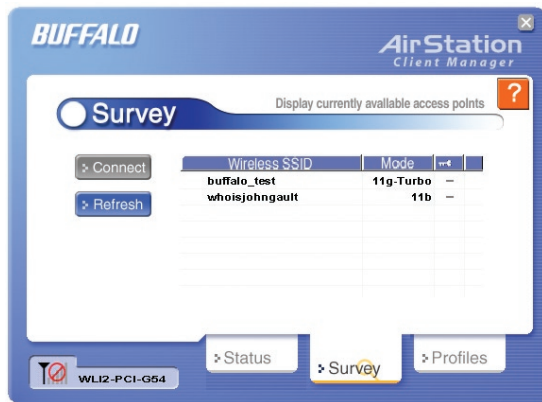 BUFFALO
AirStation
Client Manager
Survey
Display currently available access points
?
Connect
Refresh
Wireless SSID Mode
buffalo_test 11g-Turbo –
whoisjohngault 11b –
Status
Survey
Profiles
WLI2-PCI-G54